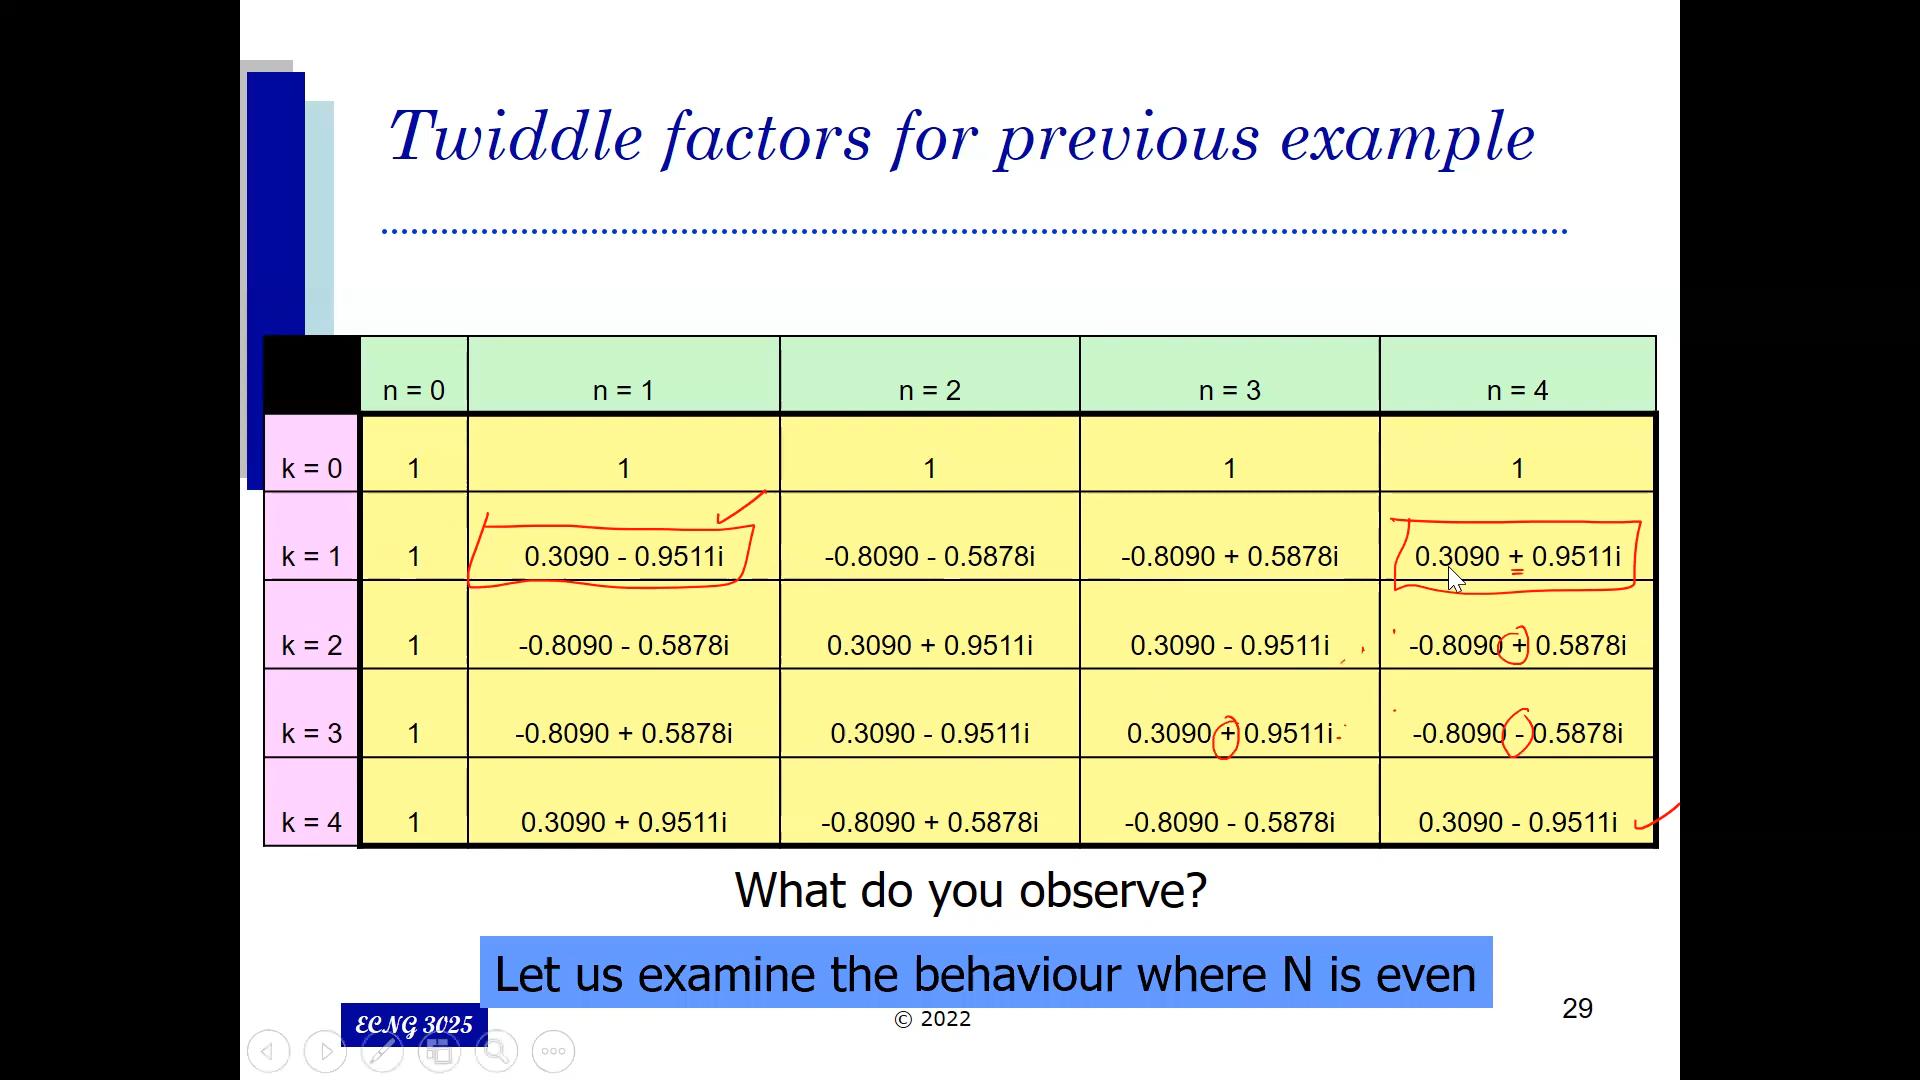 Twiddle factors for previous example
n = 0 n = 1 n = 2 n = 3 n = 4
k = 0 1 1 1 1 1
k = 1 1 0.3090 - 0.9511i -0.8090 - 0.5878i -0.8090 + 0.5878i 0.3090 + 0.9511i
k = 2 1 -0.8090 - 0.5878i 0.3090 + 0.9511i 0.3090 - 0.9511i -0.8090 + 0.5878i
k = 3 1 -0.8090 + 0.5878i 0.3090 - 0.9511i 0.3090 + 0.9511i -0.8090 - 0.5878i
k = 4 1 0.3090 + 0.9511i -0.8090 + 0.5878i -0.8090 - 0.5878i 0.3090 - 0.9511i
What do you observe?
Let us examine the behaviour where N is even
ECNG 3025 © 2022 29